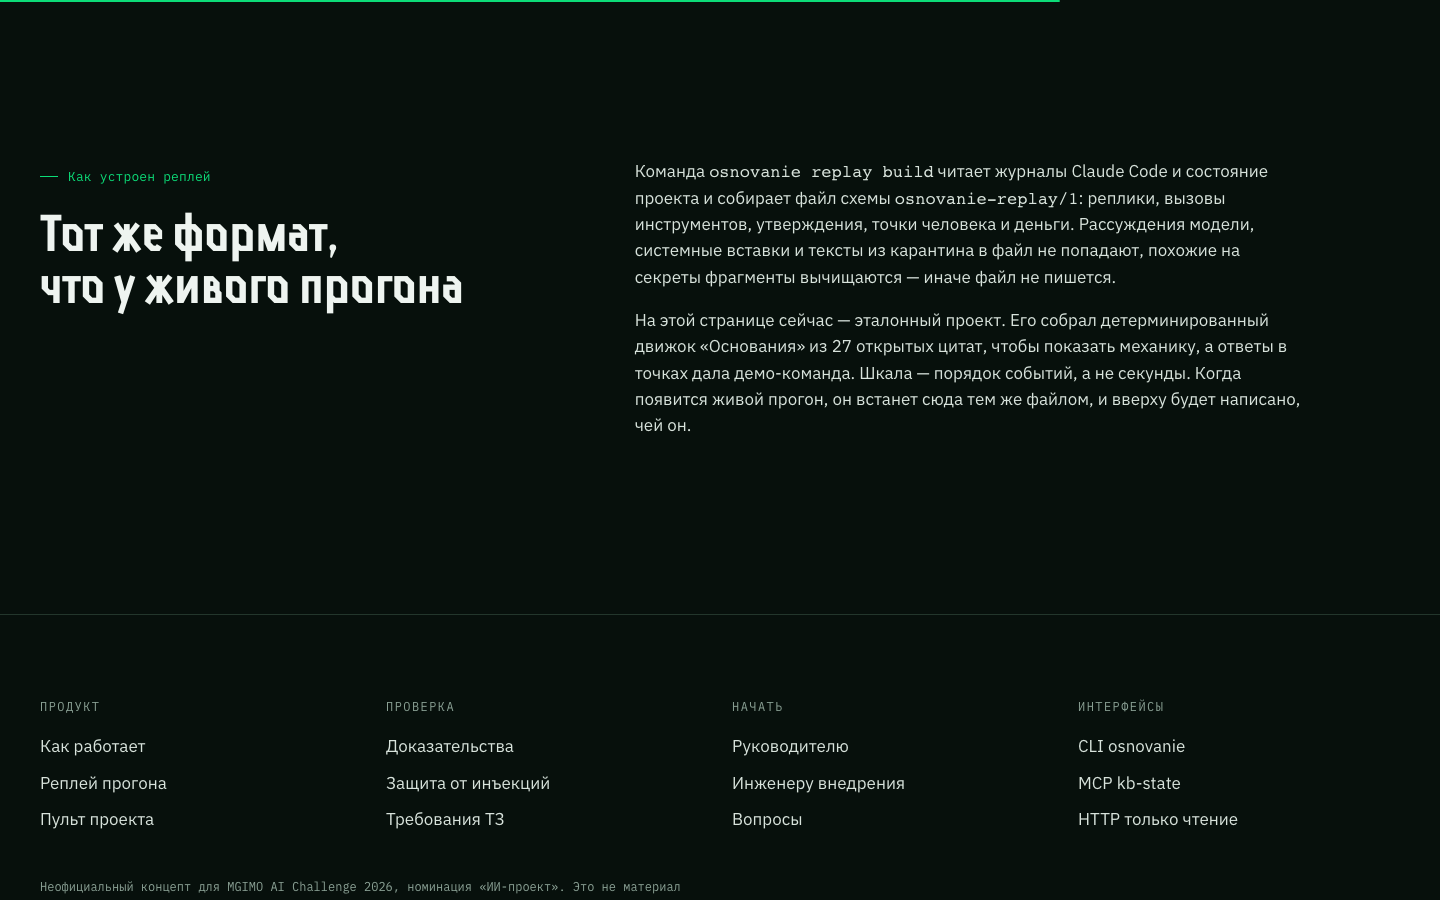 Как устроен реплей
Тот же формат,
что у живого прогона
Команда osnovanie replay build читает журналы Claude Code и состояние
проекта и собирает файл схемы osnovanie-replay/1: реплики, вызовы
инструментов, утверждения, точки человека и деньги. Рассуждения модели,
системные вставки и тексты из карантина в файл не попадают, похожие на
секреты фрагменты вычищаются — иначе файл не пишется.
На этой странице сейчас — эталонный проект. Его собрал детерминированный
движок «Основания» из 27 открытых цитат, чтобы показать механику, а ответы в
точках дала демо-команда. Шкала — порядок событий, а не секунды. Когда
появится живой прогон, он встанет сюда тем же файлом, и вверху будет написано,
чей он.
ПРОДУКТ
Как работает
Реплей прогона
Пульт проекта
ПРОВЕРКА
Доказательства
Защита от инъекций
Требования ТЗ
НАЧАТЬ
Руководителю
Инженеру внедрения
Вопросы
ИНТЕРФЕЙСЫ
CLI osnovanie
MCP kb-state
HTTP только чтение
Неофициальный концепт для MGIMO AI Challenge 2026, номинация «ИИ-проект». Это не материал